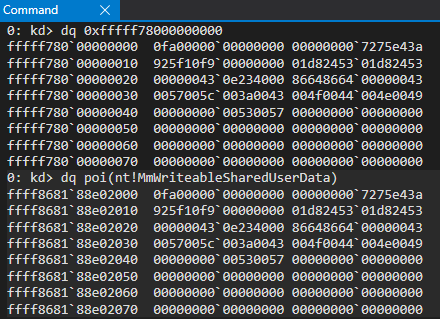 Command X
0: kd> dq 0xfffff78000000000
fffff780`00000000 0fa00000`00000000 00000000`7275e43a
fffff780`00000010 925f10f9`00000000 01d82453`01d82453
fffff780`00000020 00000043`0e234000 86648664`00000043
fffff780`00000030 0057005c`003a0043 004f0044`004e0049
fffff780`00000040 00000000`00530057 00000000`00000000
fffff780`00000050 00000000`00000000 00000000`00000000
fffff780`00000060 00000000`00000000 00000000`00000000
fffff780`00000070 00000000`00000000 00000000`00000000
0: kd> dq poi(nt!MmWriteableSharedUserData)
ffff8681`88e02000 0fa00000`00000000 00000000`7275e43a
ffff8681`88e02010 925f10f9`00000000 01d82453`01d82453
ffff8681`88e02020 00000043`0e234000 86648664`00000043
ffff8681`88e02030 0057005c`003a0043 004f0044`004e0049
ffff8681`88e02040 00000000`00530057 00000000`00000000
ffff8681`88e02050 00000000`00000000 00000000`00000000
ffff8681`88e02060 00000000`00000000 00000000`00000000
ffff8681`88e02070 00000000`00000000 00000000`00000000